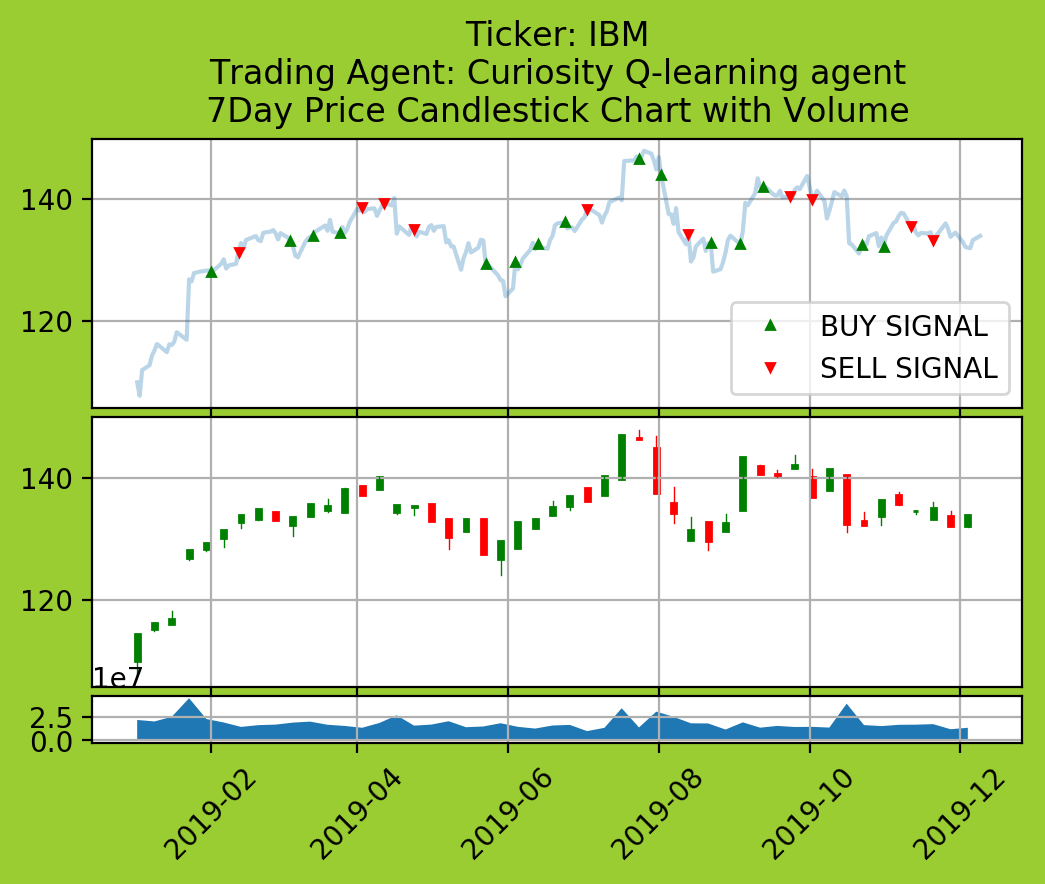 Ticker: IBM
Trading Agent: Curiosity Q-learning agent
7Day Price Candlestick Chart with Volume
140
120
BUY SIGNAL
SELL SIGNAL
140
120
1e7
2.5
0.0
2019-02
2019-04
2019-06
2019-08
2019-10
2019-12